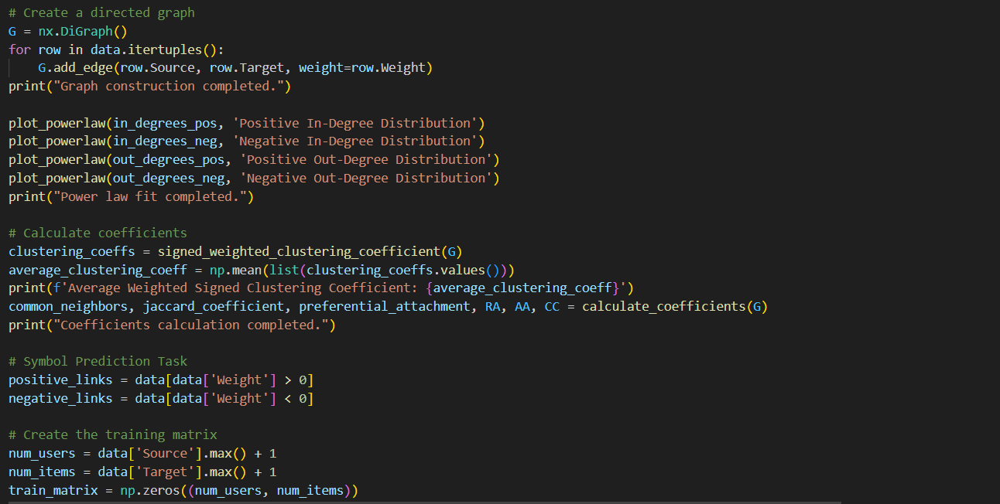 # Create a directed graph
G = nx.DiGraph()
for row in data.itertuples():
    G.add_edge(row.Source, row.Target, weight=row.Weight)
print("Graph construction completed.")

plot_powerlaw(in_degrees_pos, 'Positive In-Degree Distribution')
plot_powerlaw(in_degrees_neg, 'Negative In-Degree Distribution')
plot_powerlaw(out_degrees_pos, 'Positive Out-Degree Distribution')
plot_powerlaw(out_degrees_neg, 'Negative Out-Degree Distribution')
print("Power law fit completed.")

# Calculate coefficients
clustering_coeffs = signed_weighted_clustering_coefficient(G)
average_clustering_coeff = np.mean(list(clustering_coeffs.values()))
print(f'Average Weighted Signed Clustering Coefficient: {average_clustering_coeff}')
common_neighbors, jaccard_coefficient, preferential_attachment, RA, AA, CC = calculate_coefficients(G)
print("Coefficients calculation completed.")

# Symbol Prediction Task
positive_links = data[data['Weight'] > 0]
negative_links = data[data['Weight'] < 0]

# Create the training matrix
num_users = data['Source'].max() + 1
num_items = data['Target'].max() + 1
train_matrix = np.zeros((num_users, num_items))